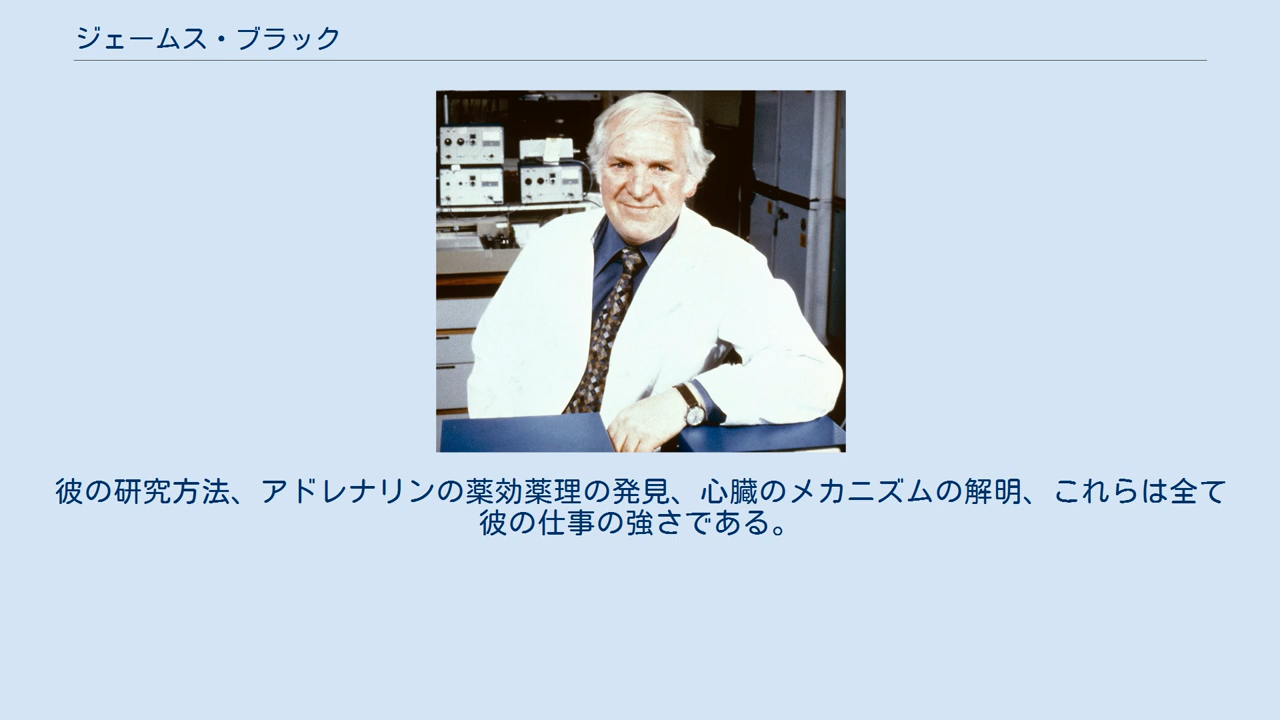 ジェームス・ブラック
彼の研究方法、アドレナリンの薬効薬理の発見、心臓のメカニズムの解明、これらは全て
彼の仕事の強さである。